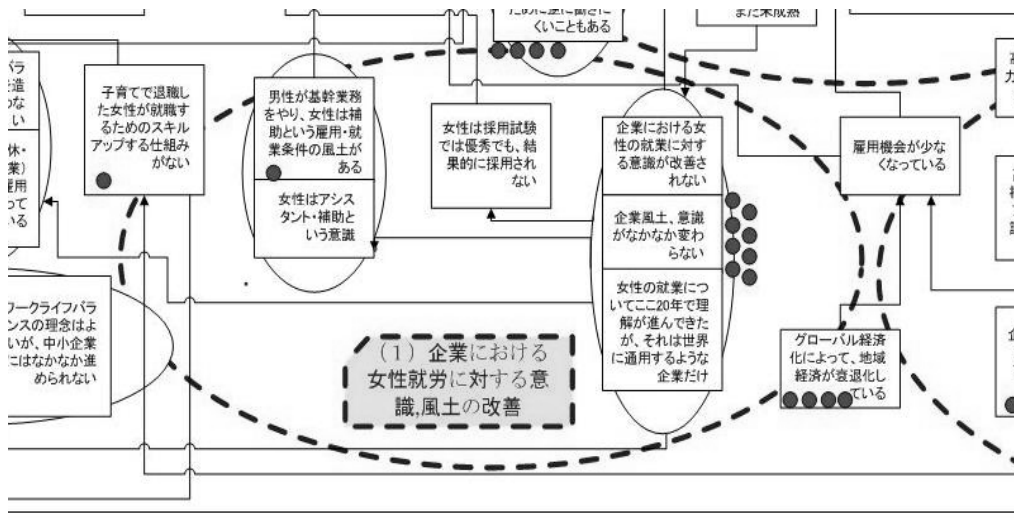 ために逆に働きに
くいこともある
まだ未成熟
子育てで退職し
た女性が就職す
るためのスキル
アップする仕組み
がない
男性が基幹業務
をやり、女性は補
助という雇用・就
業条件の風土が
ある
女性はアシス
タント・補助と
いう意識
女性は採用試験
では優秀でも、結
果的に採用され
ない
企業における女
性の就業に対す
る意識が改善さ
れない
企業風土、意識
がなかなか変わ
らない
女性の就業につ
いてここ20年で理
解が進んできた
が、それは世界
に通用するような
企業だけ
雇用機会が少な
くなっている
グローバル経済
化によって、地域
経済が衰退化し
ている
ワークライフバラ
ンスの理念はよ
いが、中小企業
にはなかなか進
められない
（1）企業における
女性就労に対する意
識,風土の改善